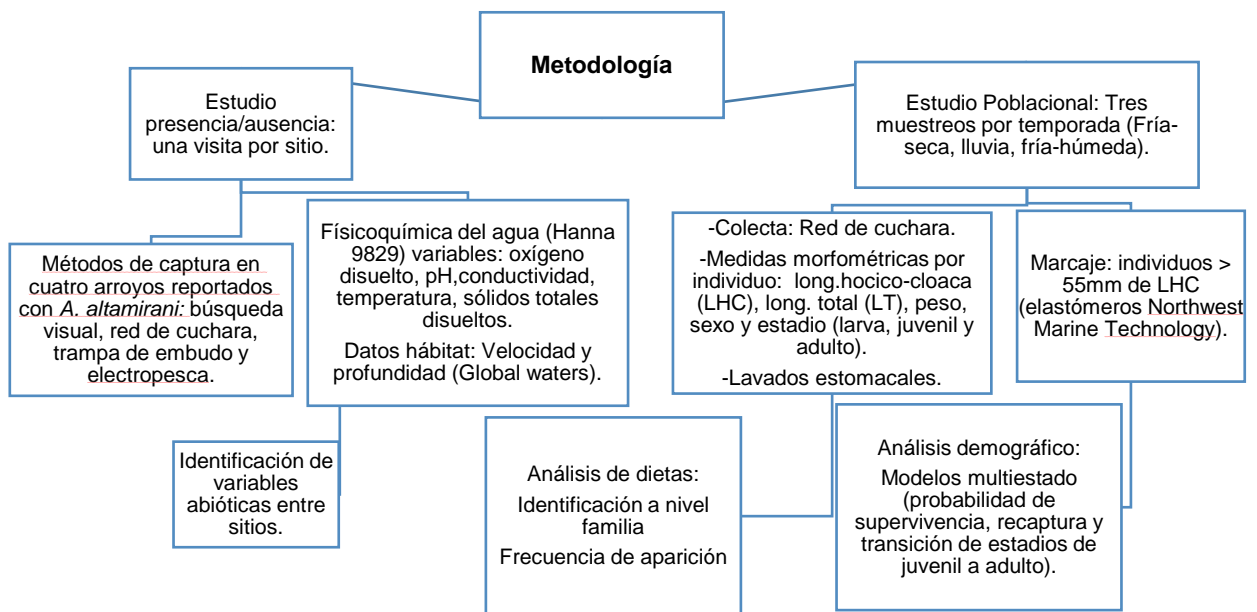 Metodología
Estudio
presencia/ausencia:
una visita por sitio.
Métodos de captura en
cuatro arroyos reportados
con A. altamirani: búsqueda
visual, red de cuchara,
trampa de embudo y
electropesca.
Físicoquímica del agua (Hanna
9829) variables: oxígeno
disuelto, pH,conductividad,
temperatura, sólidos totales
disueltos.
Datos hábitat: Velocidad y
profundidad (Global waters).
Identificación de
variables
abióticas entre
sitios.
Estudio Poblacional: Tres
muestreos por temporada (Fría-
seca, lluvia, fría-húmeda).
-Colecta: Red de cuchara.
-Medidas morfométricas por
individuo: long.hocico-cloaca
(LHC), long. total (LT), peso,
sexo y estadio (larva, juvenil y
adulto).
-Lavados estomacales.
Marcaje: individuos >
55mm de LHC
(elastómeros Northwest
Marine Technology).
Análisis de dietas:
Identificación a nivel
familia
Frecuencia de aparición
Análisis demográfico:
Modelos multiestado
(probabilidad de
supervivencia, recaptura y
transición de estadios de
juvenil a adulto).